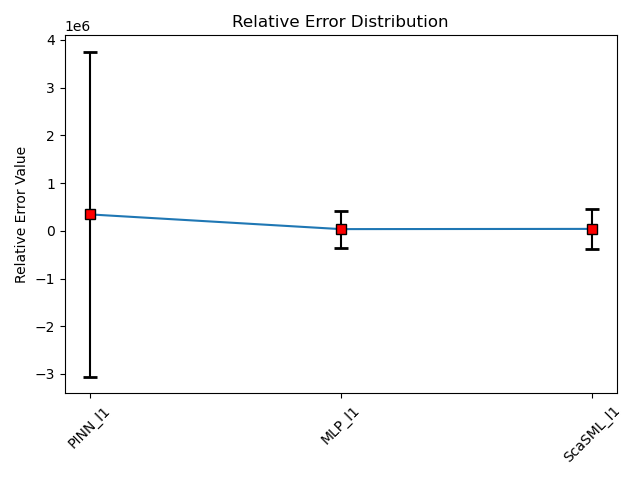 Relative Error Distribution
1e6
4
3
2
1
0
−1
−2
−3
Relative Error Value
PINN_l1
MLP_l1
ScaSML_l1